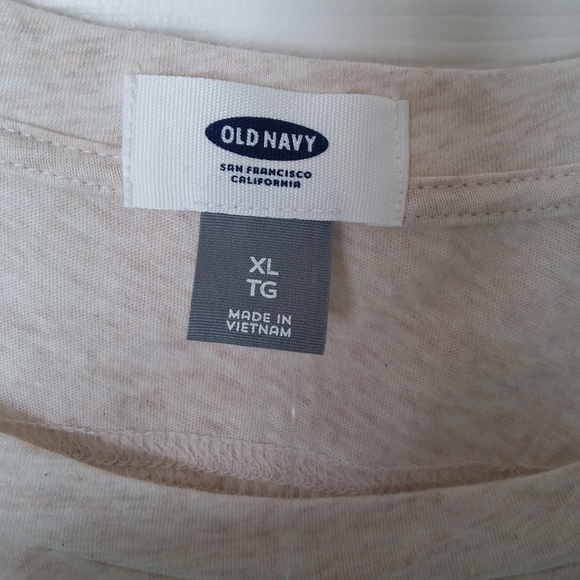 OLD NAVY
SAN FRANCISCO
CALIFORNIA
XL
TG
MADE IN
VIETNAM